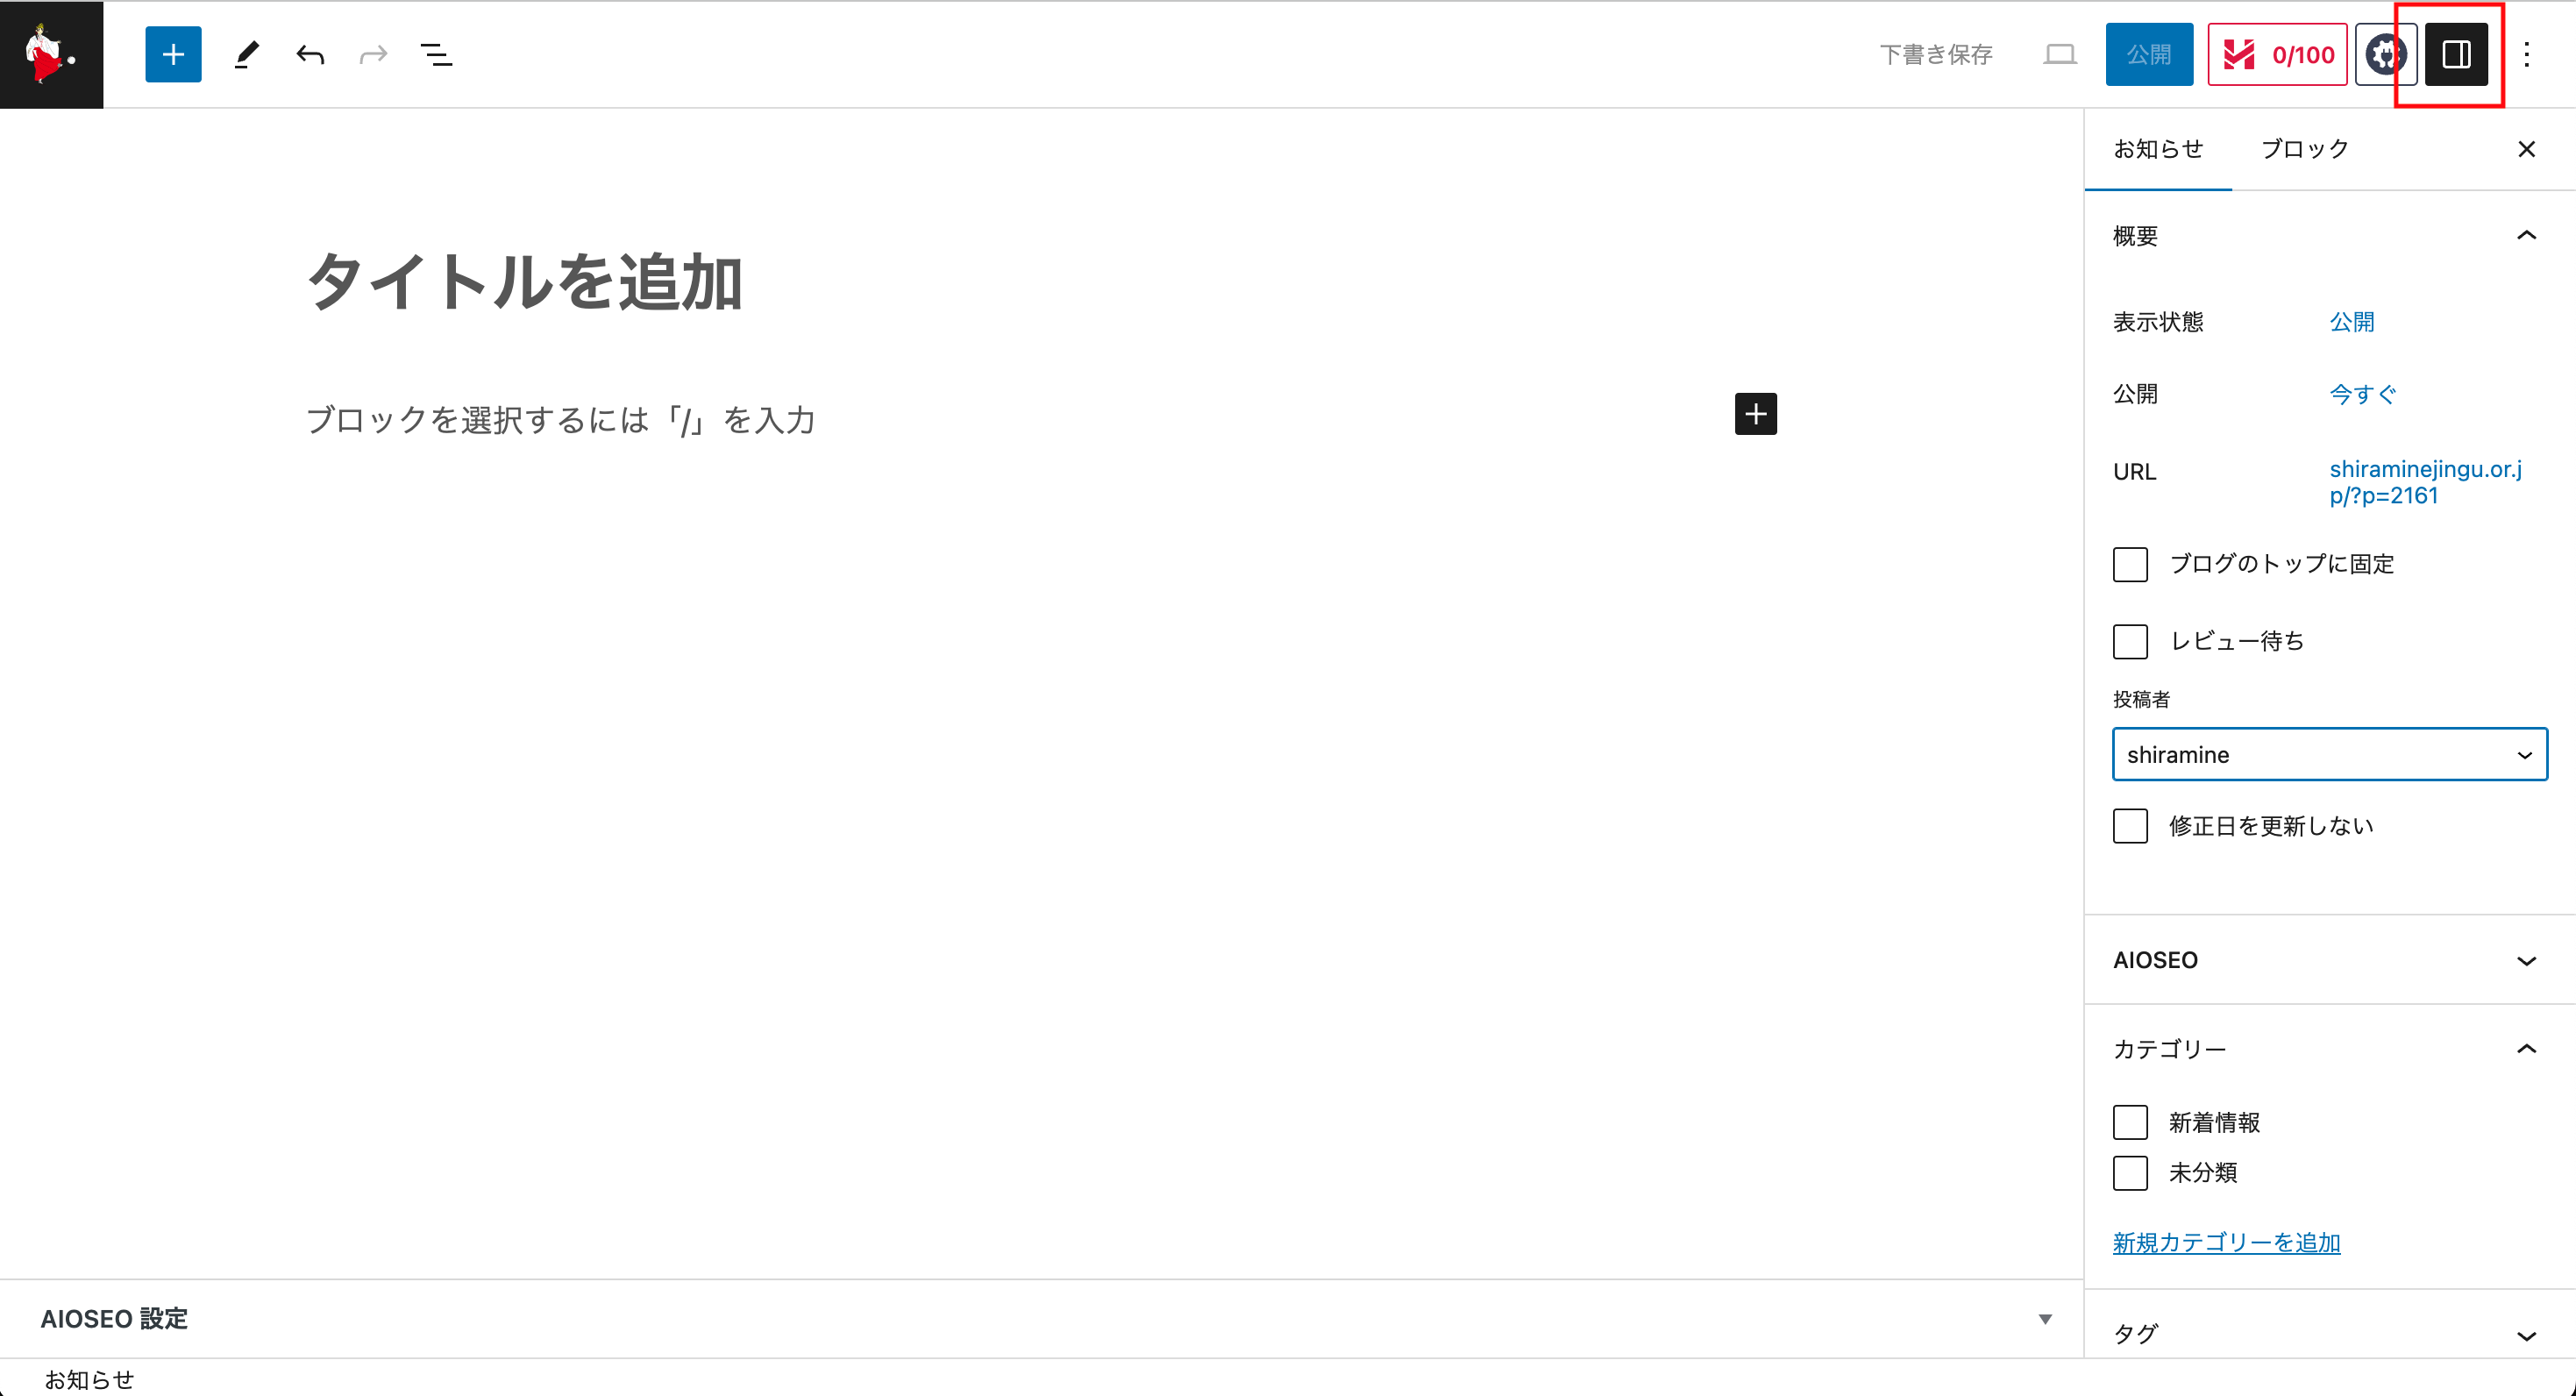 下書き保存
公開
0/100
お知らせ
ブロック
タイトルを追加
ブロックを選択するには「/」を入力
概要
表示状態
公開
公開
今すぐ
URL
shiraminejingu.or.j
p/?p=2161
ブログのトップに固定
レビュー待ち
投稿者
shiramine
修正日を更新しない
AIOSEO
カテゴリー
新着情報
未分類
新規カテゴリーを追加
タグ
AIOSEO 設定
お知らせ